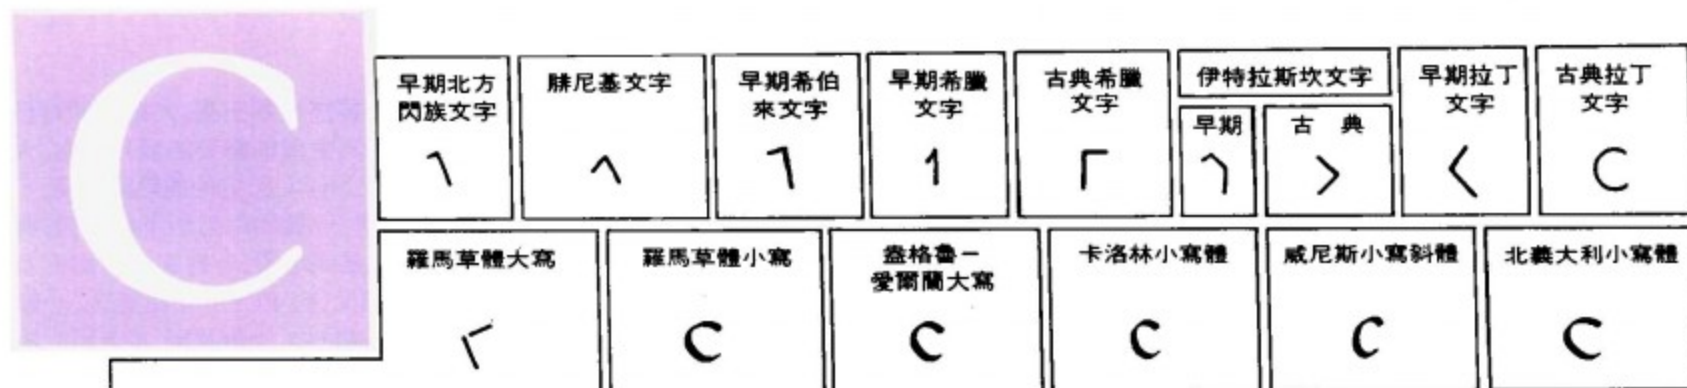 C
早期北方
閃族文字
腓尼基文字
早期希伯
來文字
早期希臘
文字
古典希臘
文字
伊特拉斯坎文字
早期
古 典
早期拉丁
文字
古典拉丁
文字
C
羅馬草體大寫
羅馬草體小寫
C
盎格魯－
愛爾蘭大寫
C
卡洛林小寫體
C
威尼斯小寫斜體
C
北義大利小寫體
C